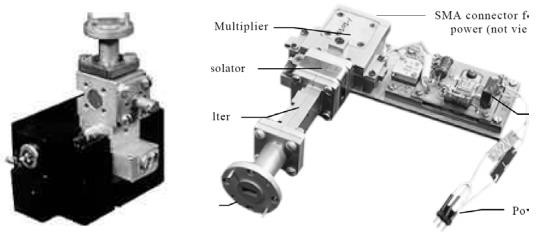 Multiplier
SMA connector f
power (not vie
solator
lter
Po